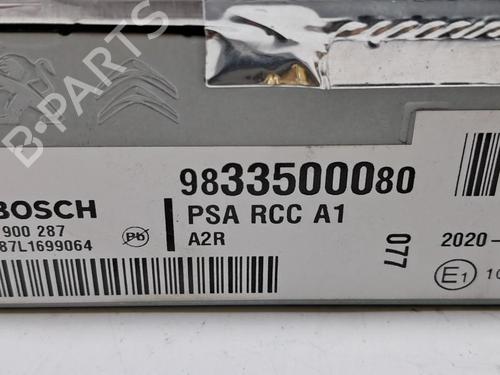 B-PARTS
BOSCH
9833500080
900 287
PSA RCC A1
87L1699064
Pb
A2R
077
2020-
E1